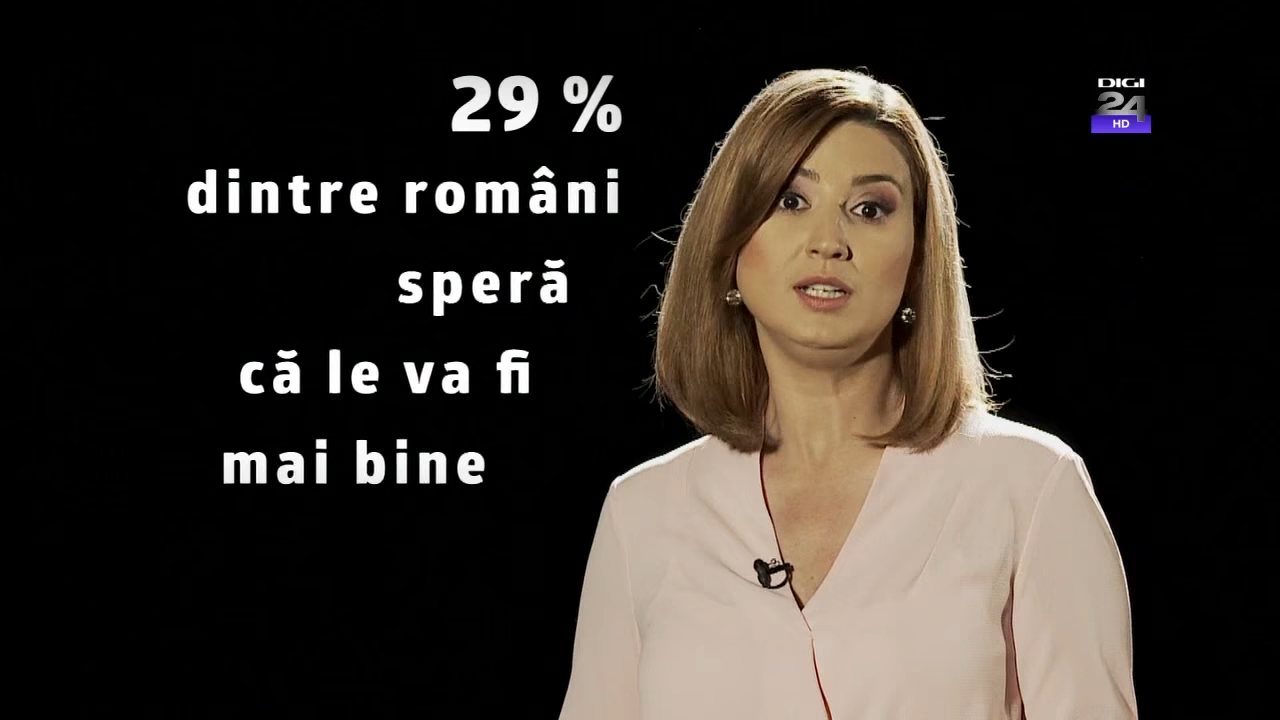 29 %
dintre români
speră
că le va fi
mai bine
DIGI
24
HD